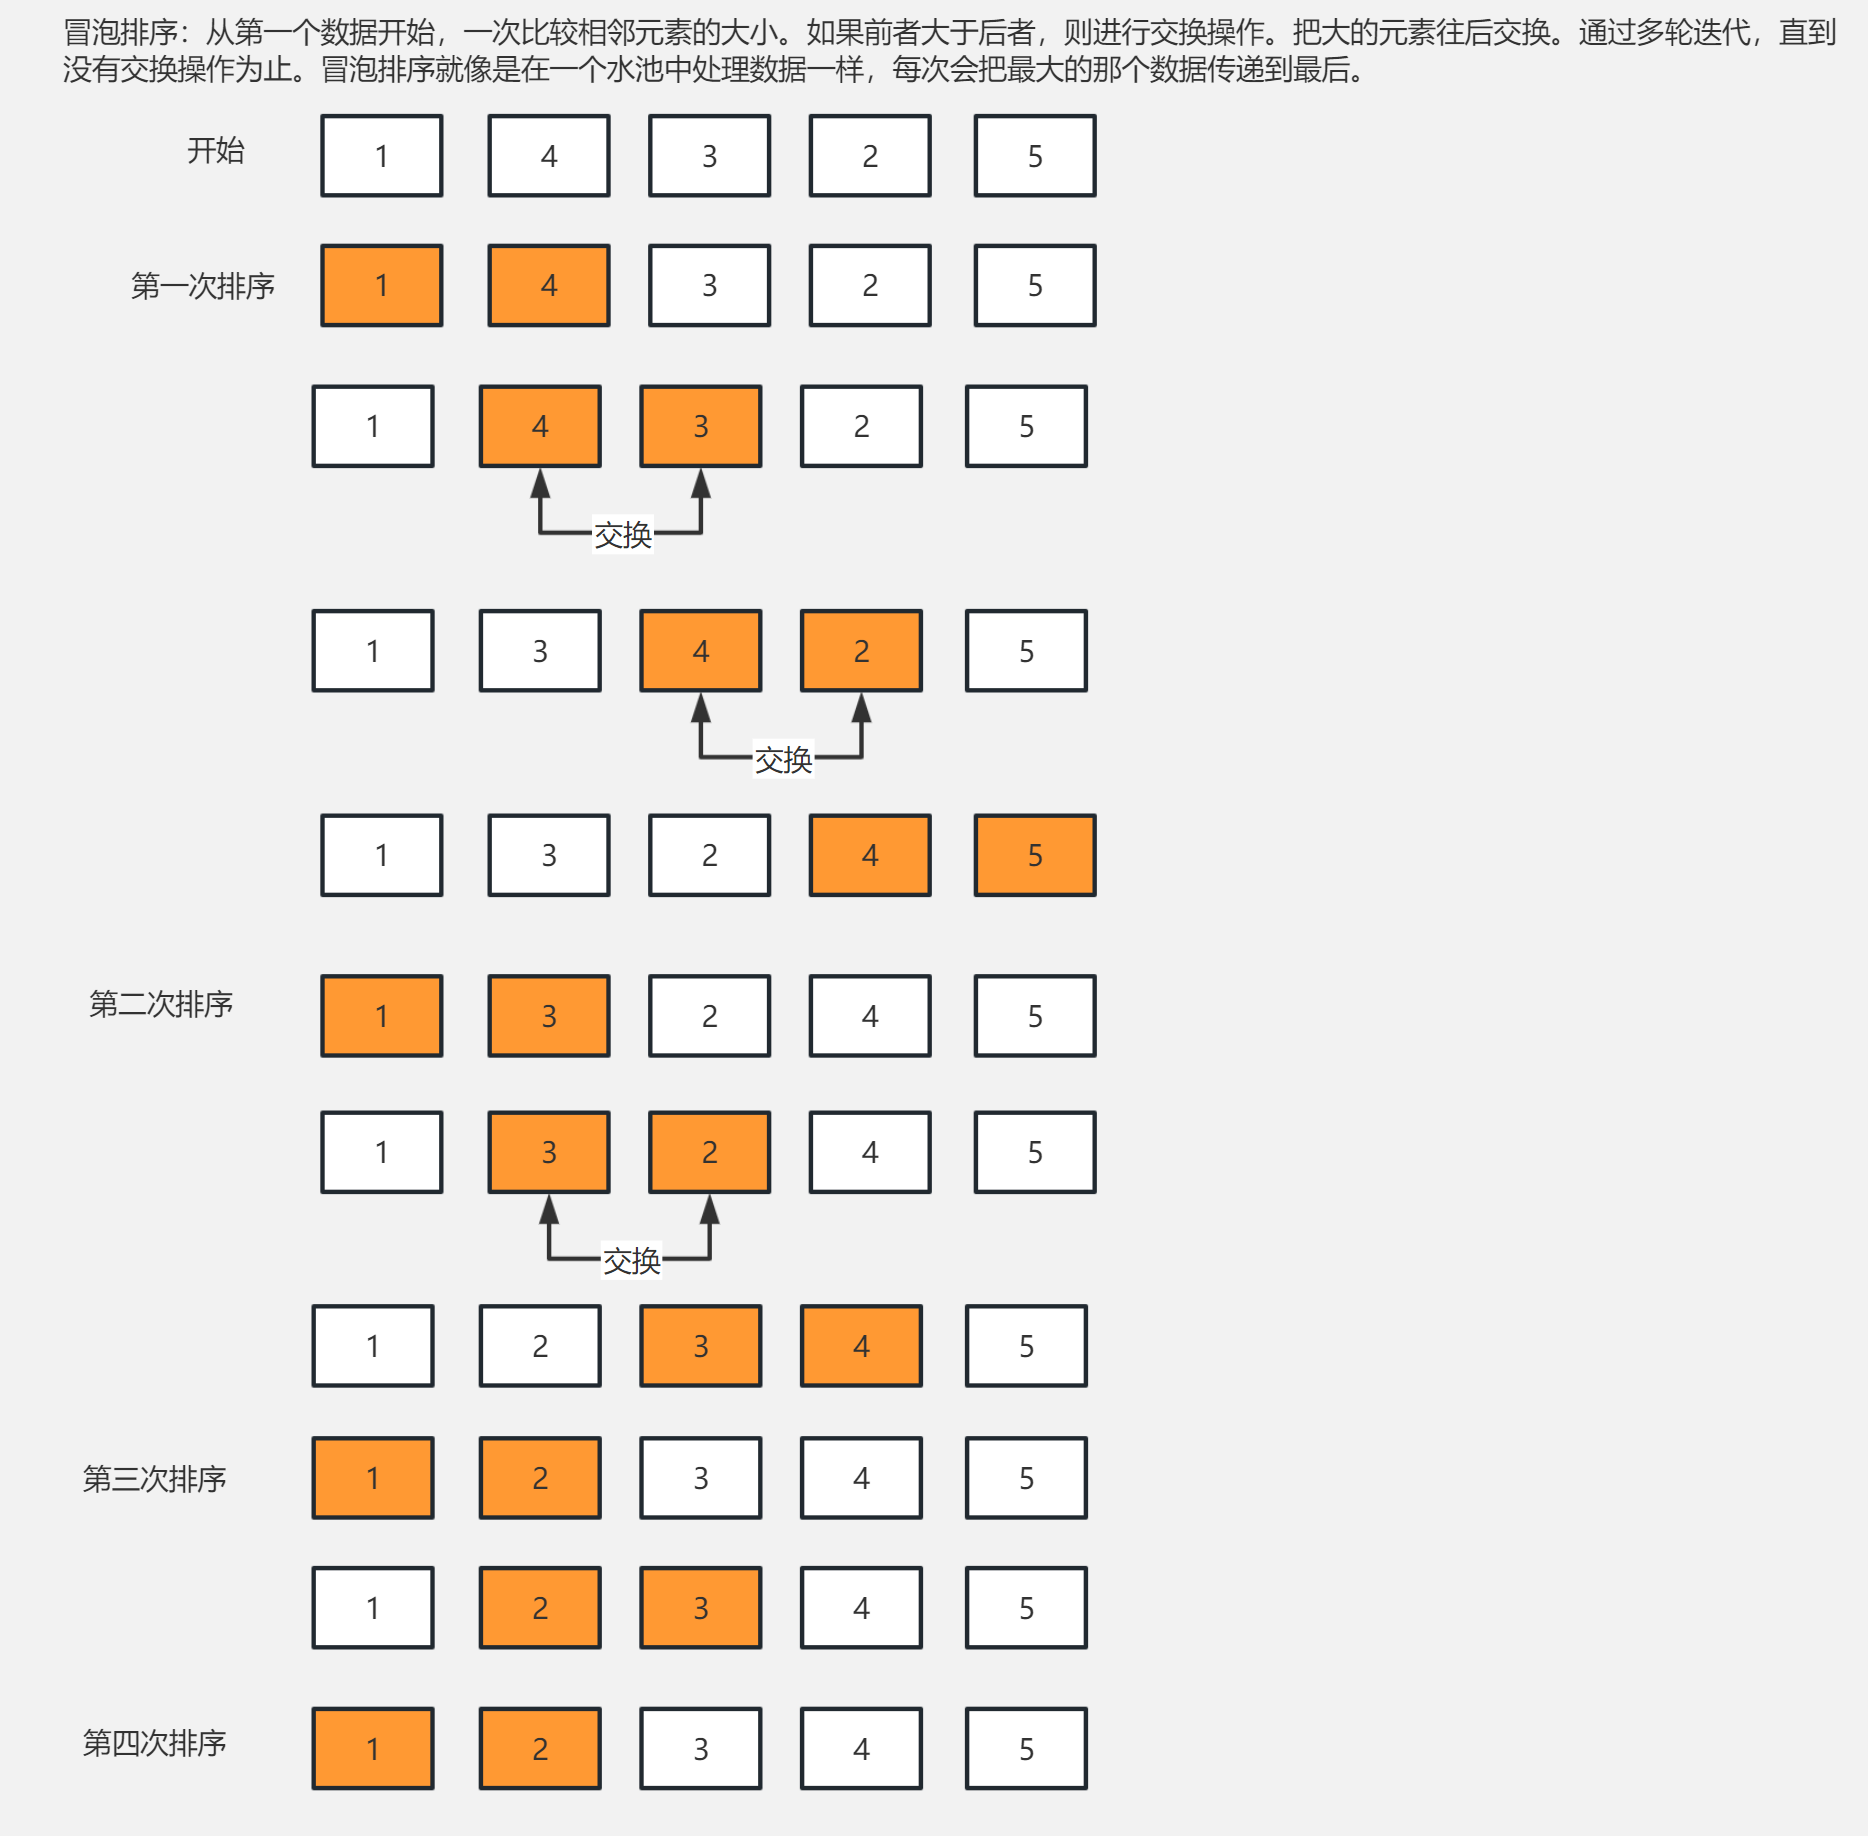 冒泡排序：从第一个数据开始，一次比较相邻元素的大小。如果前者大于后者，则进行交换操作。把大的元素往后交换。通过多轮迭代，直到
没有交换操作为止。冒泡排序就像是在一个水池中处理数据一样，每次会把最大的那个数据传递到最后。
开始 1 4 3 2 5
第一次排序 1 4 3 2 5
1 4 3 2 5
交换
1 3 4 2 5
交换
1 3 2 4 5
第二次排序 1 3 2 4 5
1 3 2 4 5
交换
1 2 3 4 5
第三次排序 1 2 3 4 5
1 2 3 4 5
第四次排序 1 2 3 4 5